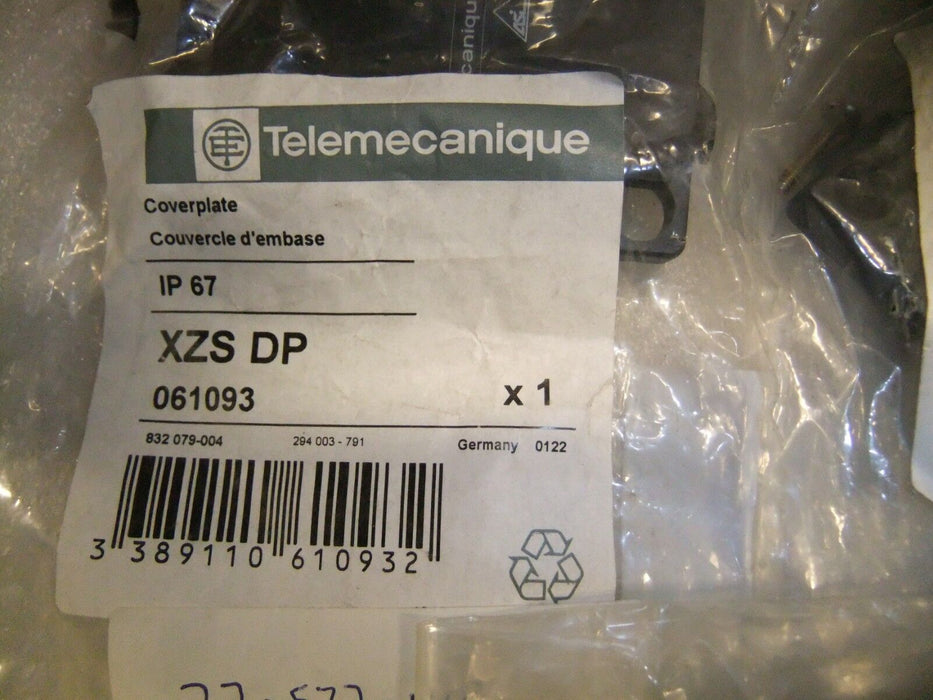 Telemecanique
Coverplate
Couvercle d'embase
IP 67
XZS DP
061093 x 1
832 079-004 294 003 - 791 Germany 0122
3 389110 610932